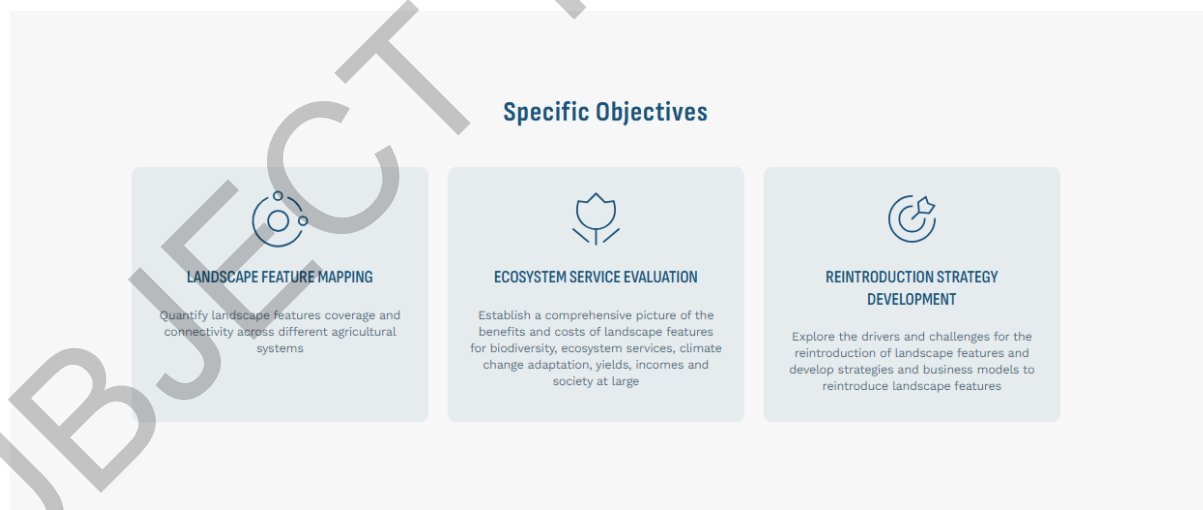 Specific Objectives
LANDSCAPE FEATURE MAPPING
Quantify landscape features coverage and
connectivity across different agricultural
systems
ECOSYSTEM SERVICE EVALUATION
Establish a comprehensive picture of the
benefits and costs of landscape features
for biodiversity, ecosystem services, climate
change adaptation, yields, incomes and
society at large
REINTRODUCTION STRATEGY
DEVELOPMENT
Explore the drivers and challenges for the
reintroduction of landscape features and
develop strategies and business models to
reintroduce landscape features
UBJECT